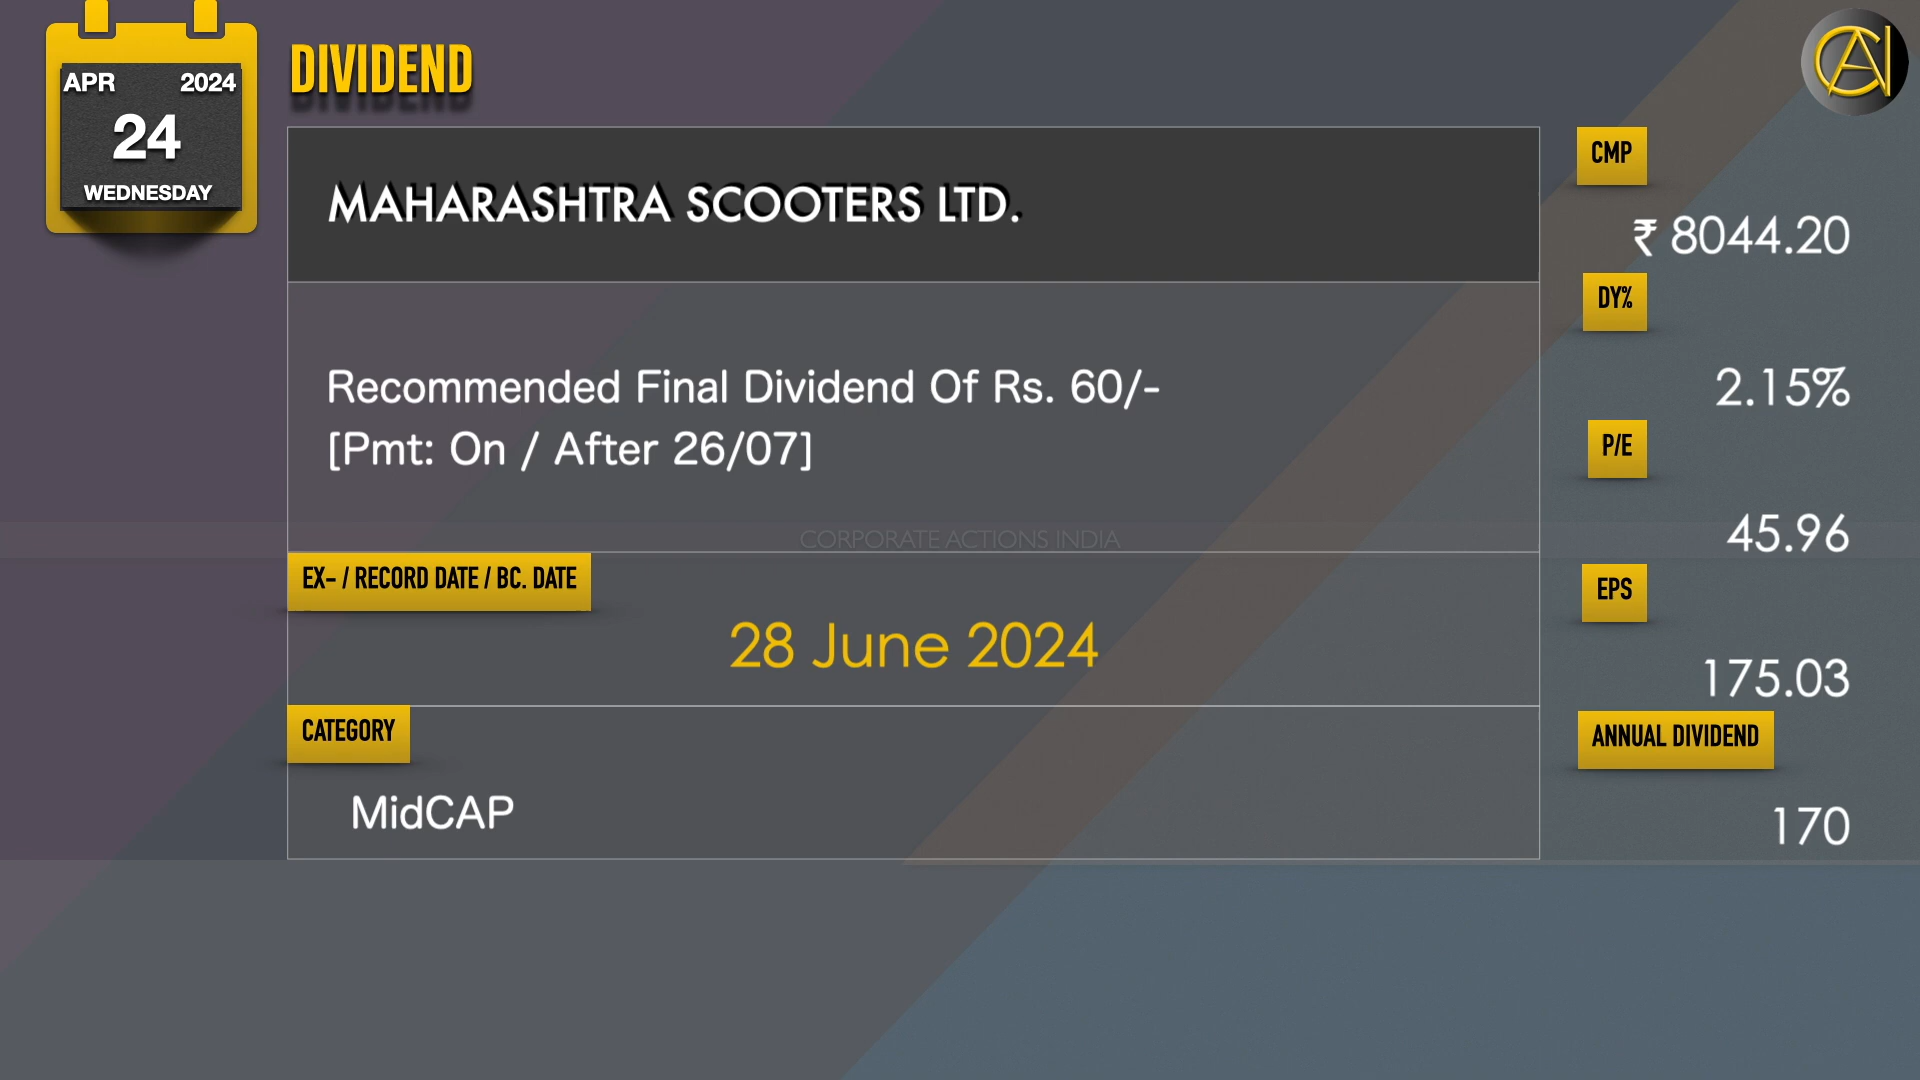 APR 2024
24
WEDNESDAY
DIVIDEND
MAHARASHTRA SCOOTERS LTD.
Recommended Final Dividend Of Rs. 60/-
[Pmt: On / After 26/07]
CORPORATE ACTIONS INDIA
EX- / RECORD DATE / BC. DATE
28 June 2024
CATEGORY
MidCAP
CAI
CMP
₹ 8044.20
DY%
2.15%
P/E
45.96
EPS
175.03
ANNUAL DIVIDEND
170